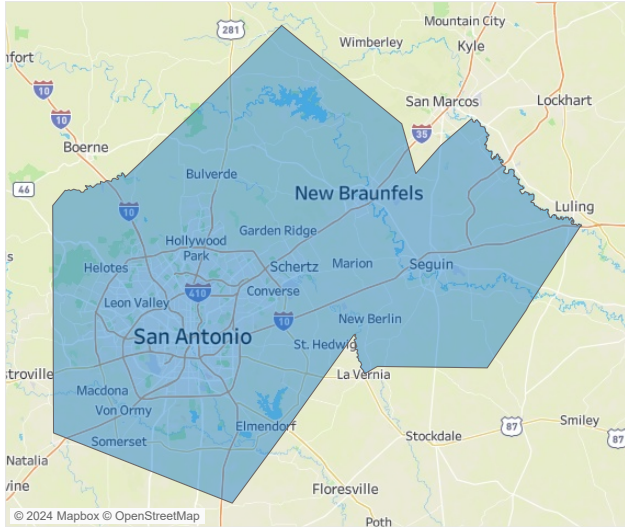 Mountain City
281
Wimberley
Kyle
10
San Marcos
Lockhart
10
35
Boerne
46
Bulverde
New Braunfels
Luling
10
Garden Ridge
Hollywood
Park
Helotes
Schertz
Marion
Seguin
Leon Valley
410
Converse
10
New Berlin
San Antonio
St. Hedwig
La Vernia
Macdona
Von Ormy
Elmendorf
87
Smiley
87
Somerset
Stockdale
Natalia
Floresville
Poth
© 2024 Mapbox © OpenStreetMap